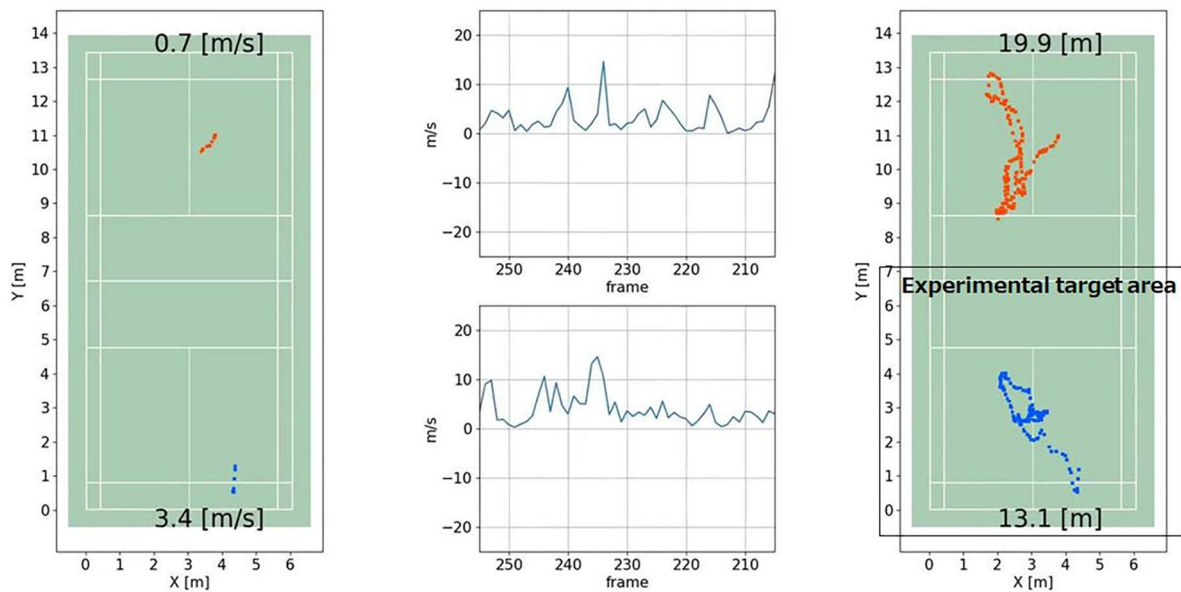 14
13
12
11
10
9
8
7
6
5
4
3
2
1
0
Y [m]
0.7 [m/s]
3.4 [m/s]
0 1 2 3 4 5 6
X [m]
20
10
0
−10
−20
m/s
250 240 230 220 210
frame
20
10
0
−10
−20
m/s
250 240 230 220 210
frame
14
13
12
11
10
9
8
7
6
5
4
3
2
1
0
Y [m]
19.9 [m]
Experimental target area
13.1 [m]
0 1 2 3 4 5 6
X [m]